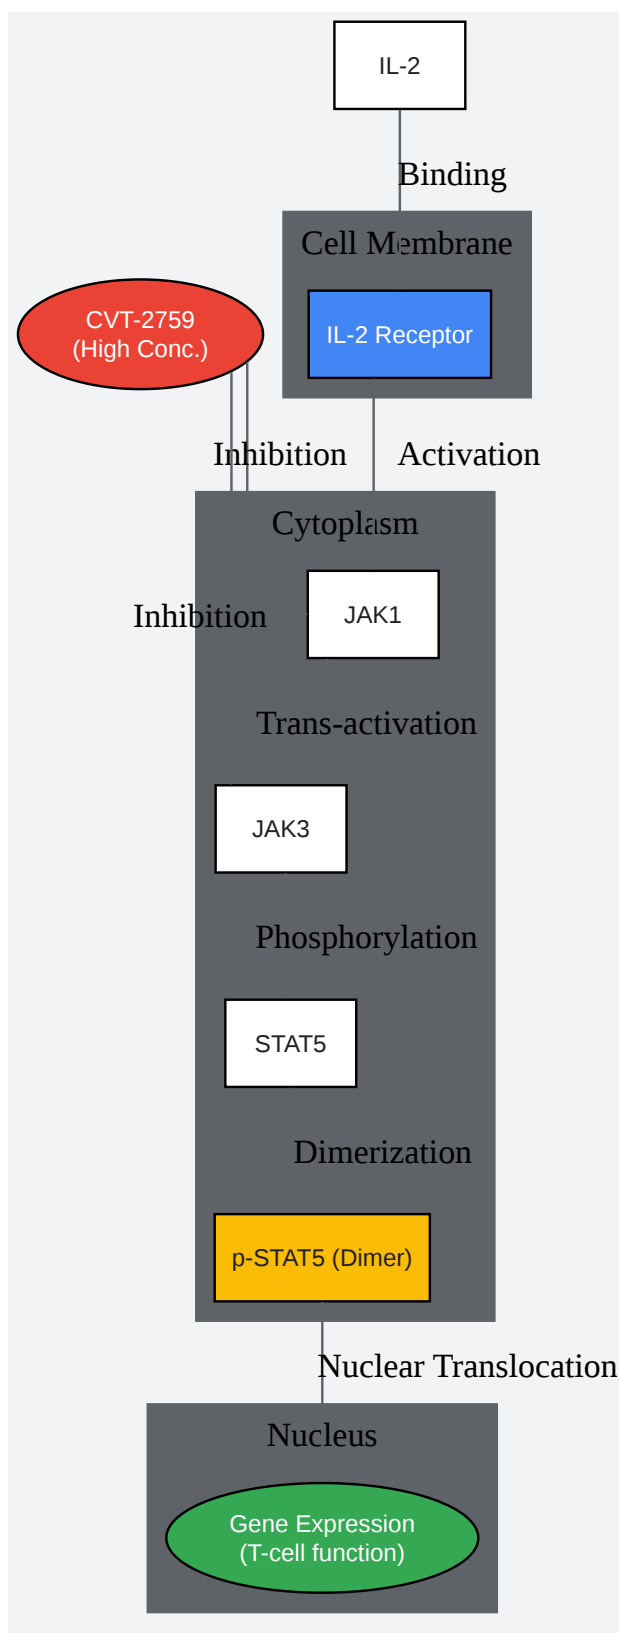 IL-2
Binding
Cell Membrane
CVT-2759
(High Conc.)
IL-2 Receptor
Inhibition
Activation
Cytoplasm
Inhibition
JAK1
Trans-activation
JAK3
Phosphorylation
STAT5
Dimerization
p-STAT5 (Dimer)
Nuclear Translocation
Nucleus
Gene Expression
(T-cell function)